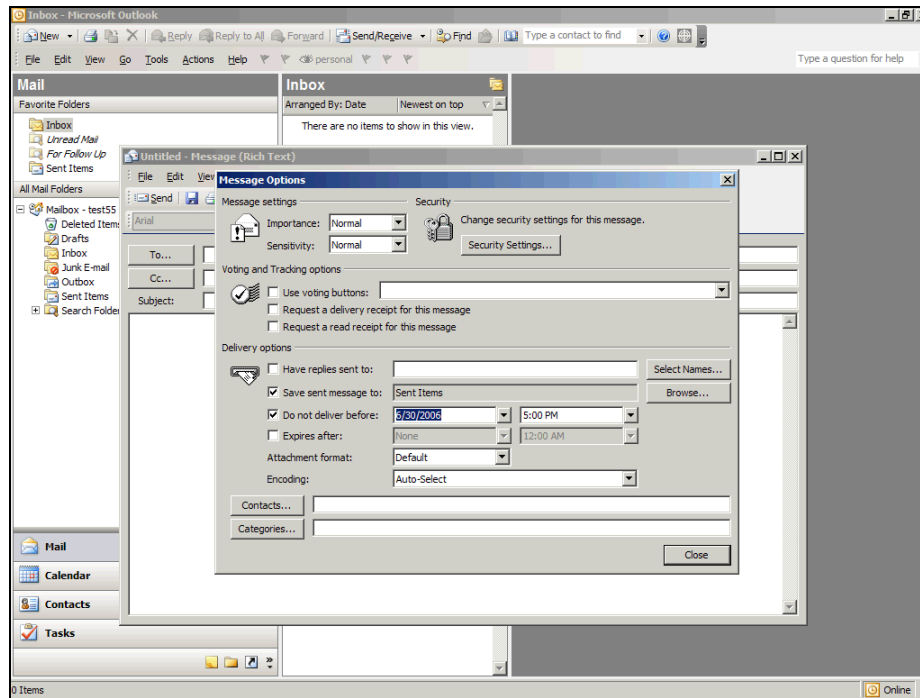 Inbox - Microsoft Outlook
New Reply Reply to All Forward Send/Receive Find Type a contact to find
File Edit View Go Tools Actions Help personal Type a question for help
Mail
Favorite Folders
Inbox
Unread Mail
For Follow Up
Sent Items
All Mail Folders
Mailbox - test55
Deleted Items
Drafts
Inbox
Junk E-mail
Outbox
Sent Items
Search Folde
Mail
Calendar
Contacts
Tasks
0 Items
Inbox
Arranged By: Date Newest on top
There are no items to show in this view.
Untitled - Message (Rich Text)
File Edit View
Send
Arial
To...
Cc...
Subject:
Message Options
Message settings
Importance: Normal
Sensitivity: Normal
Security
Change security settings for this message.
Security Settings...
Voting and Tracking options
Use voting buttons:
Request a delivery receipt for this message
Request a read receipt for this message
Delivery options
Have replies sent to: Select Names...
Save sent message to: Sent Items Browse...
Do not deliver before: 6/30/2006 5:00 PM
Expires after: None 12:00 AM
Attachment format: Default
Encoding: Auto-Select
Contacts...
Categories...
Close
Online